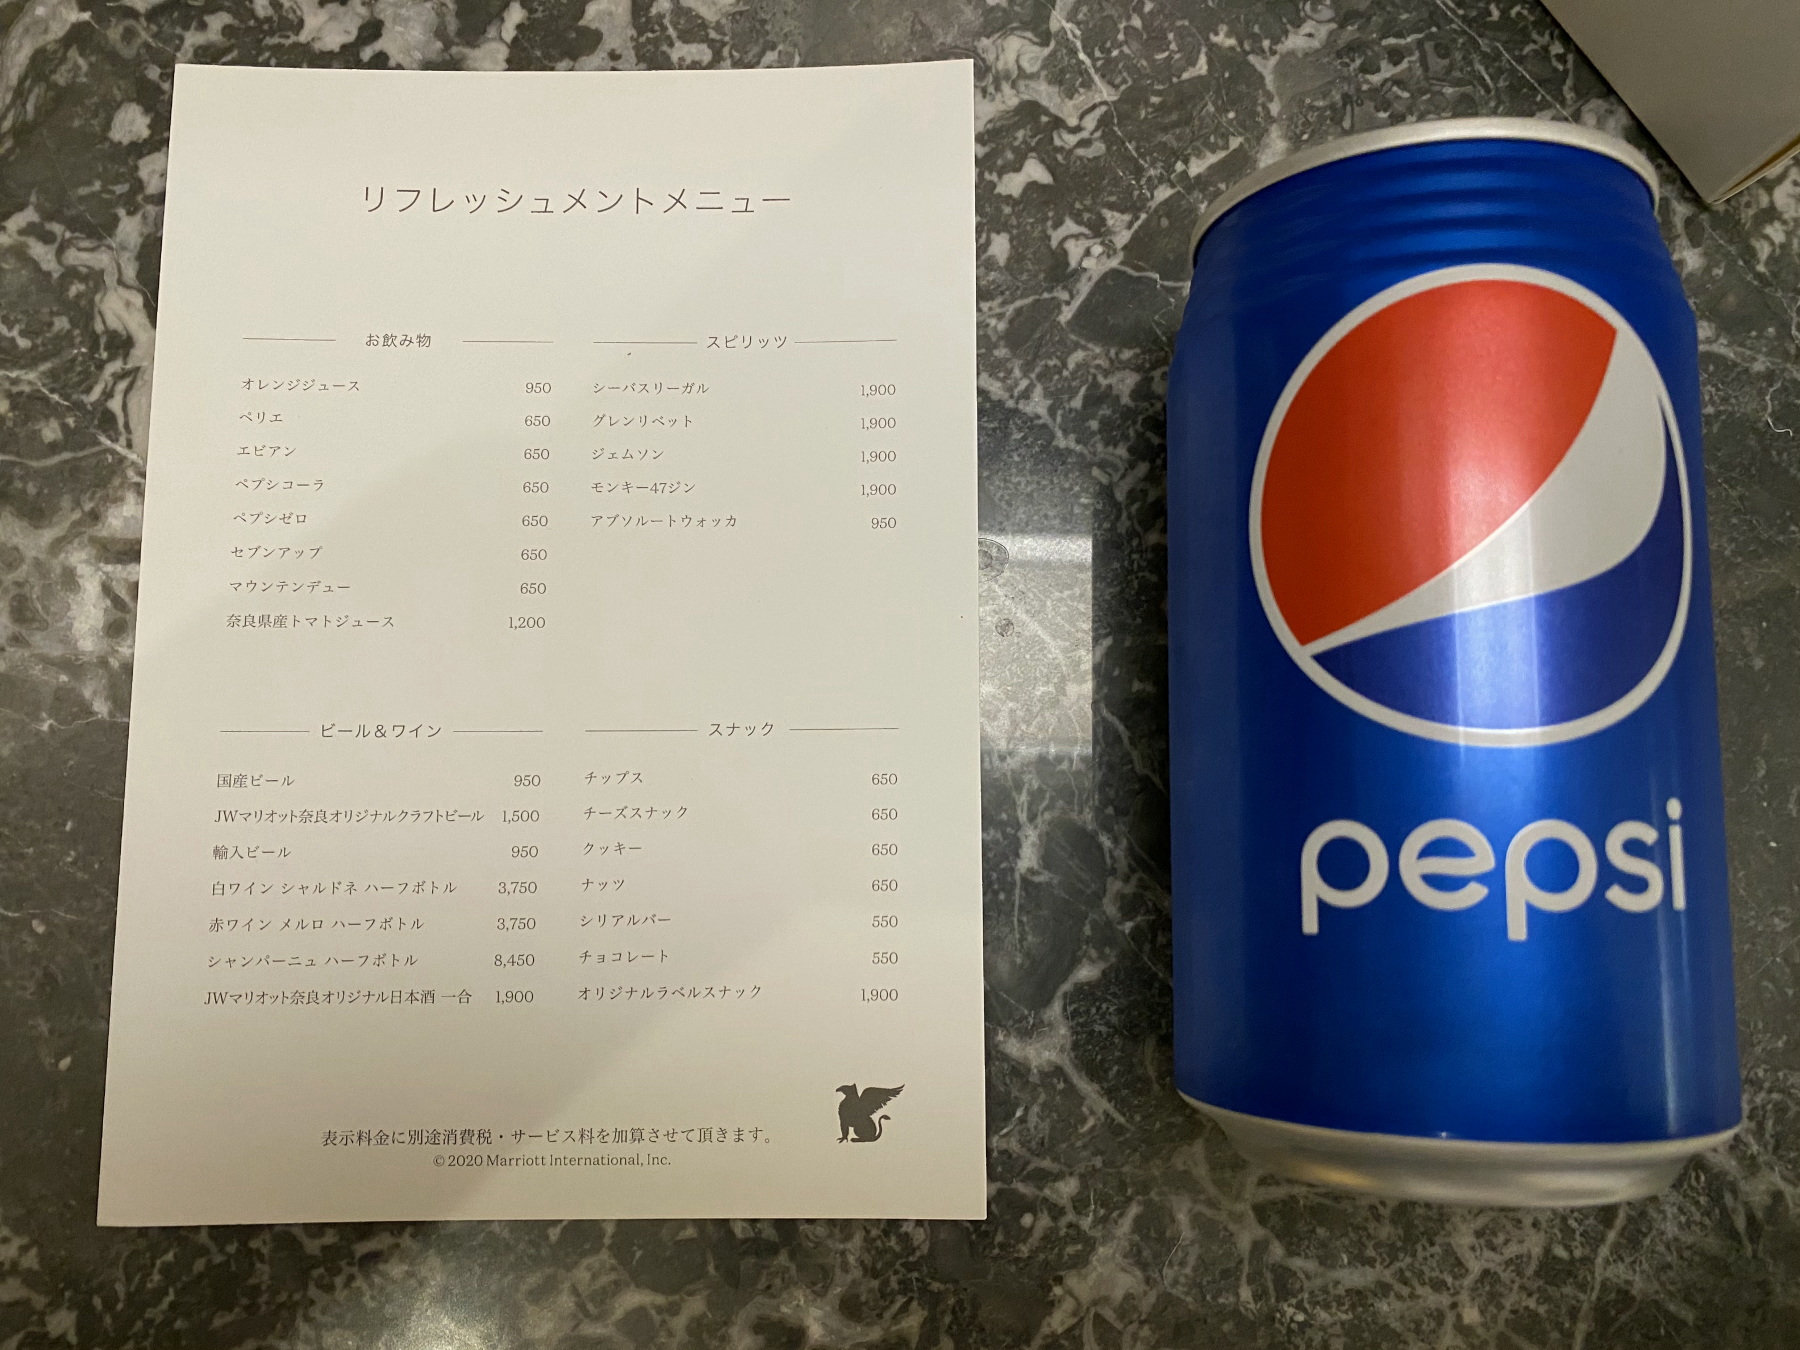 リフレッシュメントメニュー
お飲み物
オレンジジュース 950
ペリエ 650
エビアン 650
ペプシコーラ 650
ペプシゼロ 650
セブンアップ 650
マウンテンデュー 650
奈良県産トマトジュース 1,200
スピリッツ
シーバスリーガル 1,900
グレンリベット 1,900
ジェムソン 1,900
モンキー47ジン 1,900
アブソルートウォッカ 950
ビール＆ワイン
国産ビール 950
JWマリオット奈良オリジナルクラフトビール 1,500
輸入ビール 950
白ワイン シャルドネ ハーフボトル 3,750
赤ワイン メルロ ハーフボトル 3,750
シャンパーニュ ハーフボトル 8,450
JWマリオット奈良オリジナル日本酒 一合 1,900
スナック
チップス 650
チーズスナック 650
クッキー 650
ナッツ 650
シリアルバー 550
チョコレート 550
オリジナルラベルスナック 1,900
表示料金に別途消費税・サービス料を加算させて頂きます。
© 2020 Marriott International, Inc.
pepsi